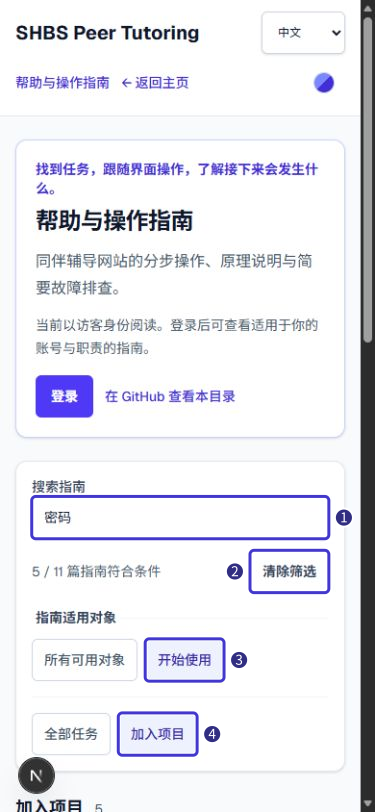 SHBS Peer Tutoring
中文
帮助与操作指南
← 返回主页
找到任务，跟随界面操作，了解接下来会发生什
么。
帮助与操作指南
同伴辅导网站的分步操作、原理说明与简
要故障排查。
当前以访客身份阅读。登录后可查看适用于你的
账号与职责的指南。
登录
在 GitHub 查看本目录
搜索指南
密码
1
5 / 11 篇指南符合条件
2
清除筛选
指南适用对象
所有可用对象
开始使用
3
全部任务
加入项目
4
N
加入项目 5